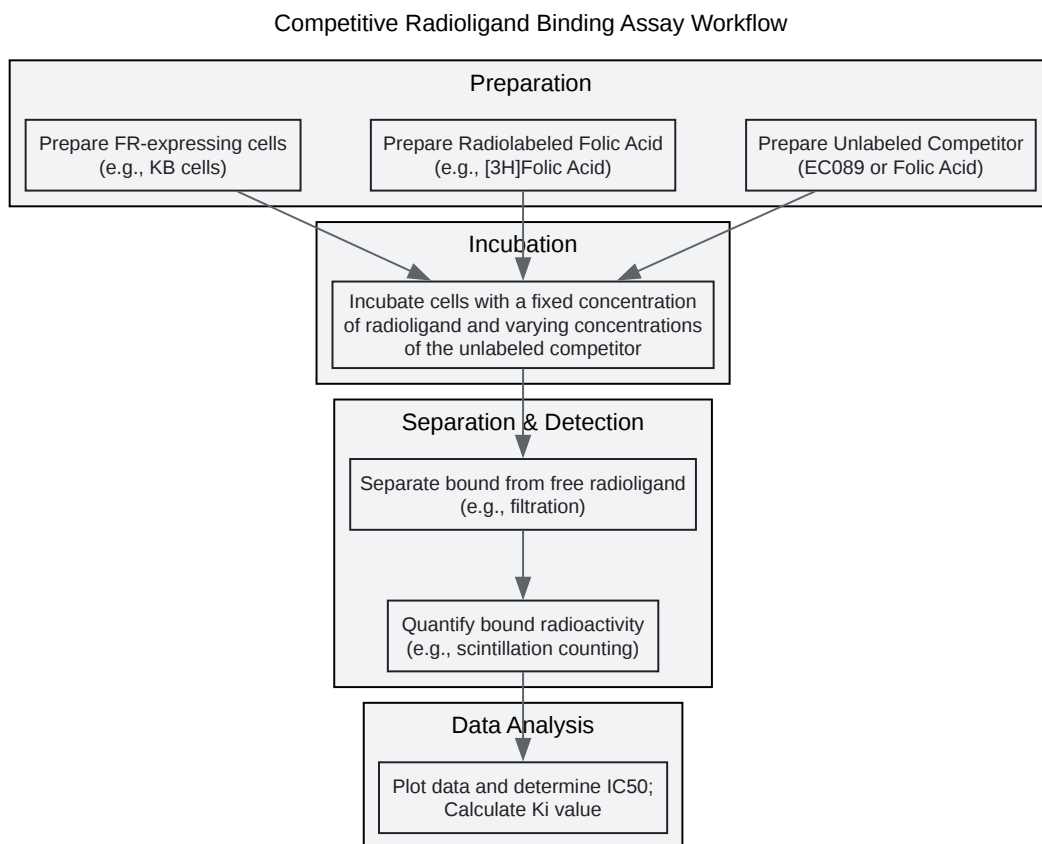 Competitive Radioligand Binding Assay Workflow
Preparation
Prepare FR-expressing cells
(e.g., KB cells)
Prepare Radiolabeled Folic Acid
(e.g., [3H]Folic Acid)
Prepare Unlabeled Competitor
(EC089 or Folic Acid)
Incubation
Incubate cells with a fixed concentration
of radioligand and varying concentrations
of the unlabeled competitor
Separation & Detection
Separate bound from free radioligand
(e.g., filtration)
Quantify bound radioactivity
(e.g., scintillation counting)
Data Analysis
Plot data and determine IC50;
Calculate Ki value